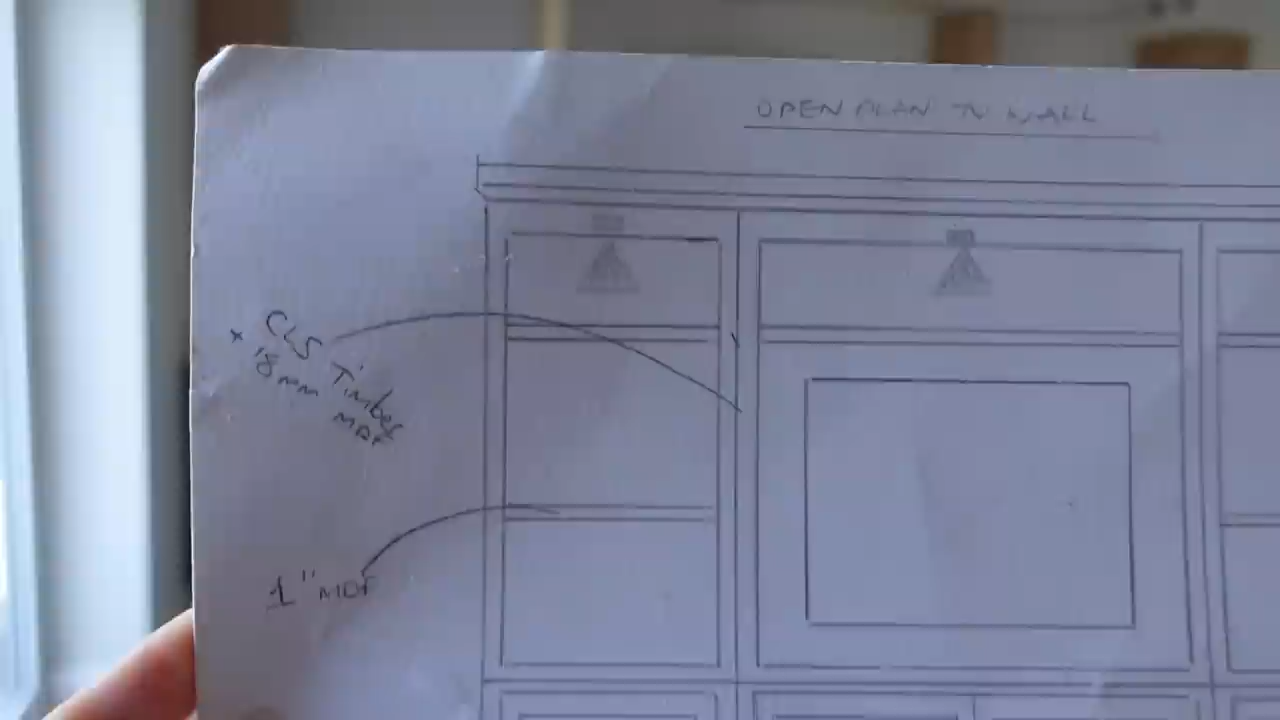 OPEN PLAN TV WALL
CLS Timber
+ 18mm MDF
1" MDF